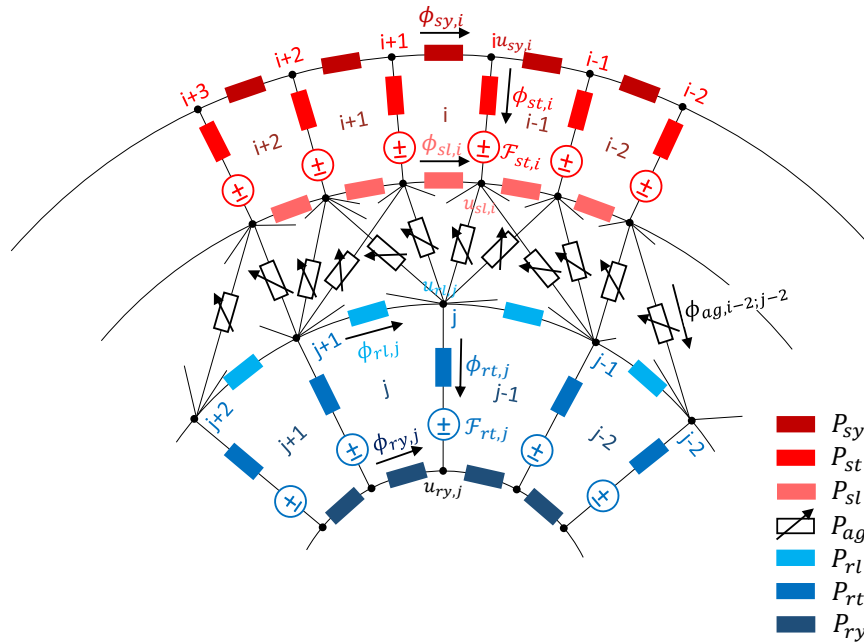 ϕ_{sy,i}
i+3
i+2
i+1
i
u_{sy,i}
i-1
i-2
ϕ_{st,i}
i+2
i+1
i
i-1
i-2
ϕ_{sl,i}
ℱ_{st,i}
u_{sl,i}
u_{rl,j}
ϕ_{ag,i−2;j−2}
j+2
j+1
j
j-1
j-2
ϕ_{rl,j}
ϕ_{rt,j}
j+1
j
j-1
j-2
ϕ_{ry,j}
ℱ_{rt,j}
u_{ry,j}
P_{sy}
P_{st}
P_{sl}
P_{ag}
P_{rl}
P_{rt}
P_{ry}